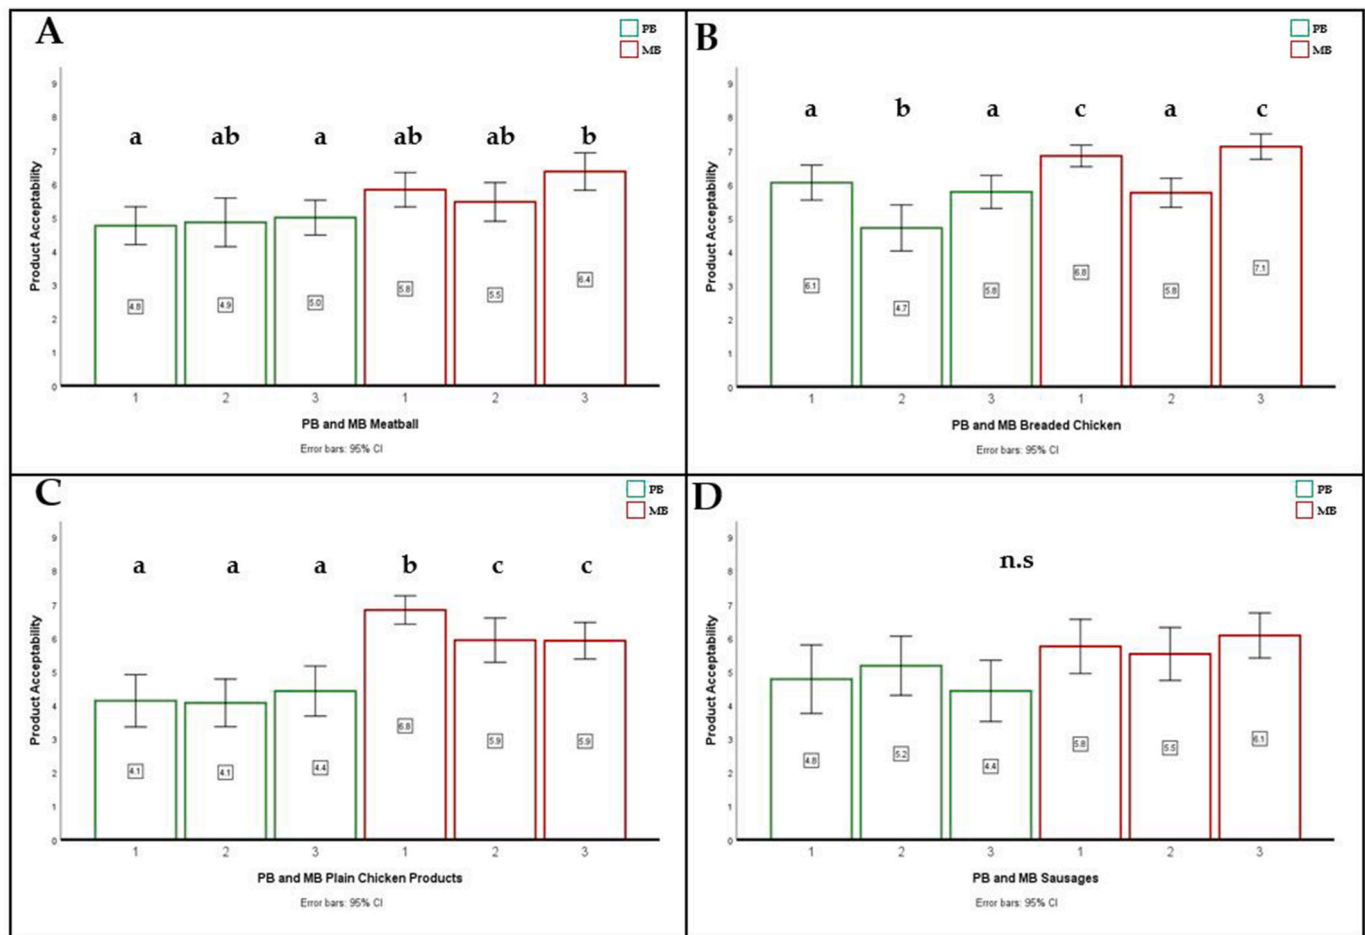 A
PB
MB
a ab a ab ab b
Product Acceptability
9
8
7
6
5
4
3
2
1
0
4.8 4.9 5.0 5.8 5.5 6.4
1 2 3 1 2 3
PB and MB Meatball
Error bars: 95% CI
B
PB
MB
a b a c a c
Product Acceptability
9
8
7
6
5
4
3
2
1
0
6.1 4.7 5.8 6.8 5.8 7.1
1 2 3 1 2 3
PB and MB Breaded Chicken
Error bars: 95% CI
C
PB
MB
a a a b c c
Product Acceptability
9
8
7
6
5
4
3
2
1
0
4.1 4.1 4.4 6.8 5.9 5.9
1 2 3 1 2 3
PB and MB Plain Chicken Products
Error bars: 95% CI
D
PB
MB
n.s
Product Acceptability
9
8
7
6
5
4
3
2
1
0
4.8 5.2 4.4 5.8 5.5 6.1
1 2 3 1 2 3
PB and MB Sausages
Error bars: 95% CI